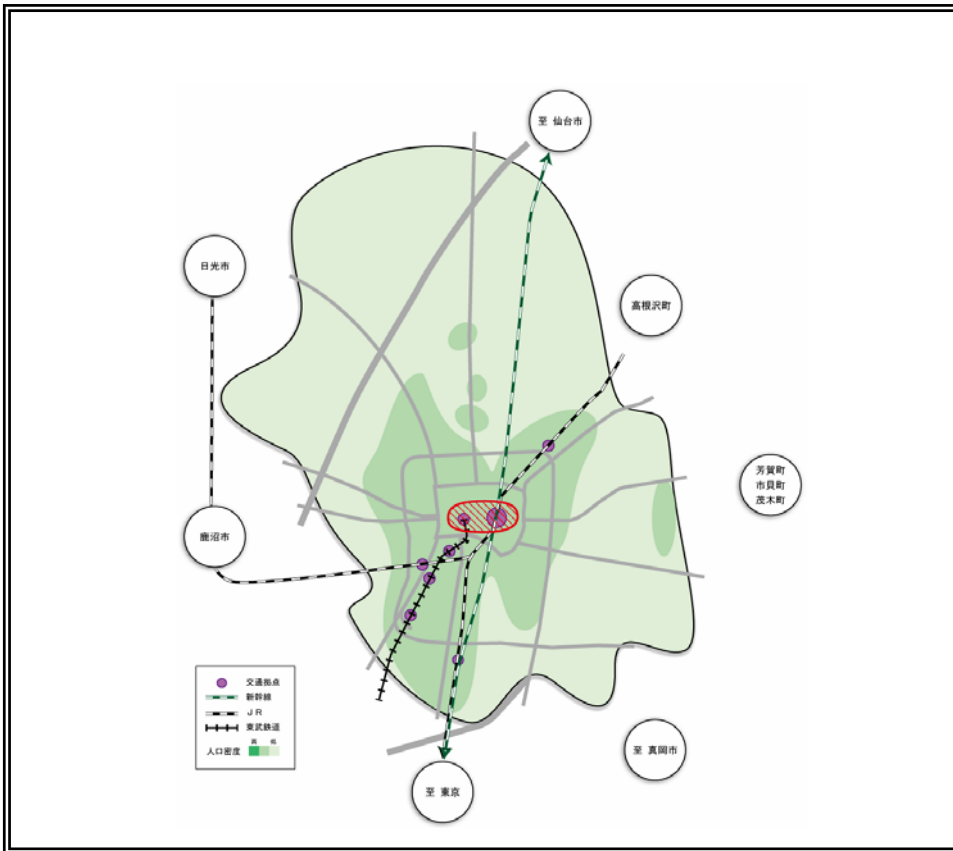 至 仙台市
日光市
高根沢町
芳賀町
市貝町
茂木町
鹿沼市
交通拠点
新幹線
JR
東武鉄道
高 低
人口密度
至 真岡市
至 東京